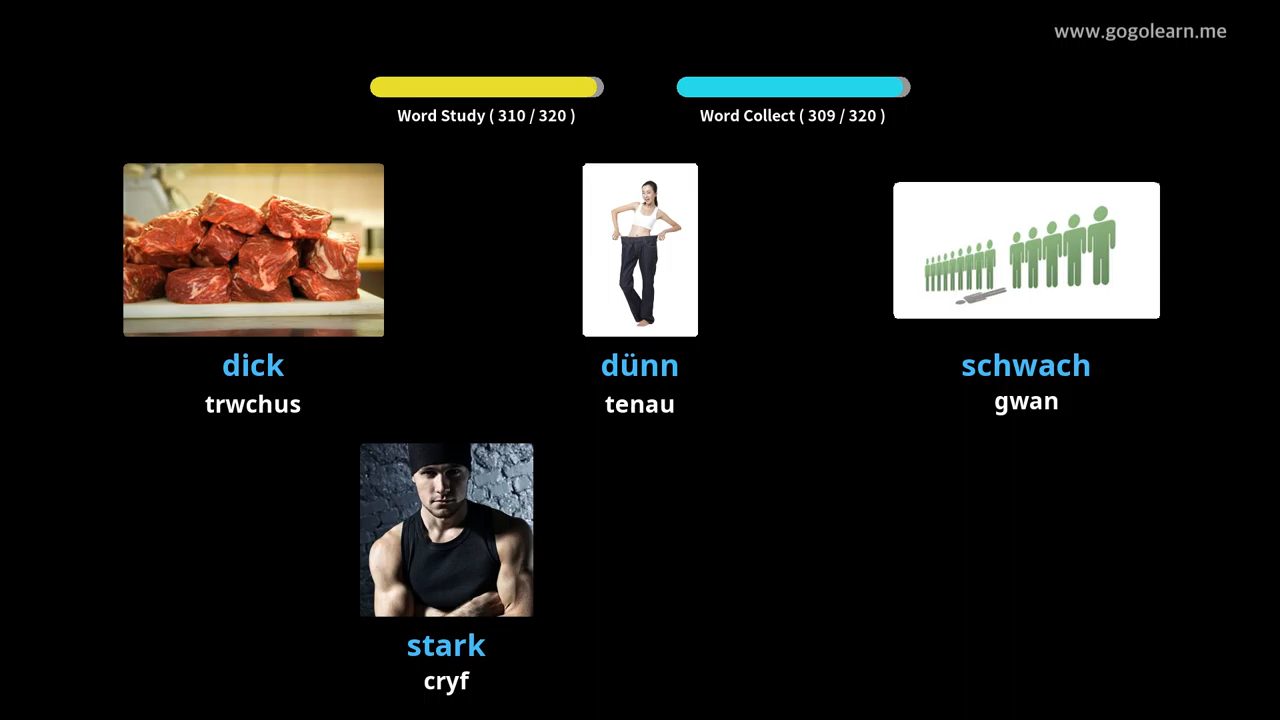 www.gogolearn.me
Word Study ( 310 / 320 )
Word Collect ( 309 / 320 )
dick
trwchus
dünn
tenau
schwach
gwan
stark
cryf